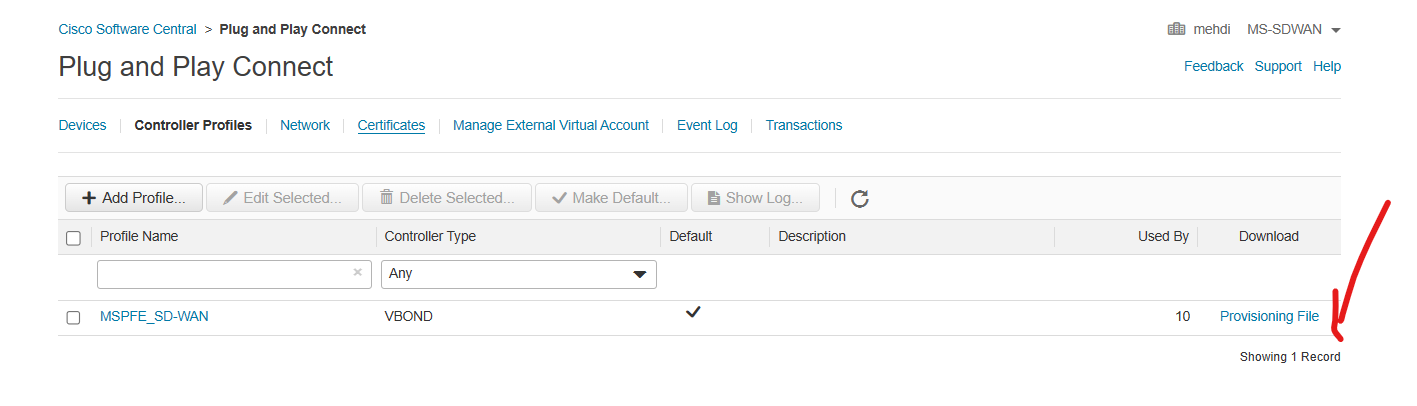 Cisco Software Central > Plug and Play Connect
mehdi MS-SDWAN
Plug and Play Connect
Feedback Support Help
Devices Controller Profiles Network Certificates Manage External Virtual Account Event Log Transactions
+ Add Profile... Edit Selected... Delete Selected... Make Default... Show Log...
Profile Name Controller Type Default Description Used By Download
× Any
MSPFE_SD-WAN VBOND 10 Provisioning File
Showing 1 Record